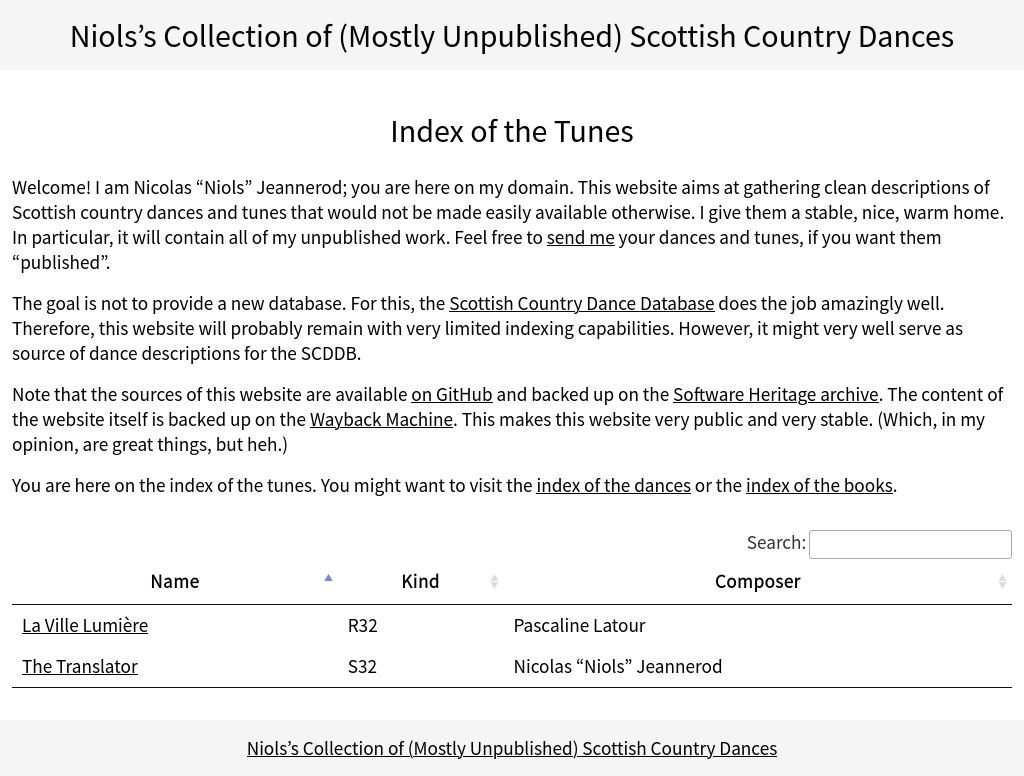 Niols’s Collection of (Mostly Unpublished) Scottish Country Dances
Index of the Tunes
Welcome! I am Nicolas “Niols” Jeannerod; you are here on my domain. This website aims at gathering clean descriptions of
Scottish country dances and tunes that would not be made easily available otherwise. I give them a stable, nice, warm home.
In particular, it will contain all of my unpublished work. Feel free to send me your dances and tunes, if you want them
“published”.
The goal is not to provide a new database. For this, the Scottish Country Dance Database does the job amazingly well.
Therefore, this website will probably remain with very limited indexing capabilities. However, it might very well serve as
source of dance descriptions for the SCDDB.
Note that the sources of this website are available on GitHub and backed up on the Software Heritage archive. The content of
the website itself is backed up on the Wayback Machine. This makes this website very public and very stable. (Which, in my
opinion, are great things, but heh.)
You are here on the index of the tunes. You might want to visit the index of the dances or the index of the books.
Search:
Name Kind Composer
La Ville Lumière R32 Pascaline Latour
The Translator S32 Nicolas “Niols” Jeannerod
Niols’s Collection of (Mostly Unpublished) Scottish Country Dances